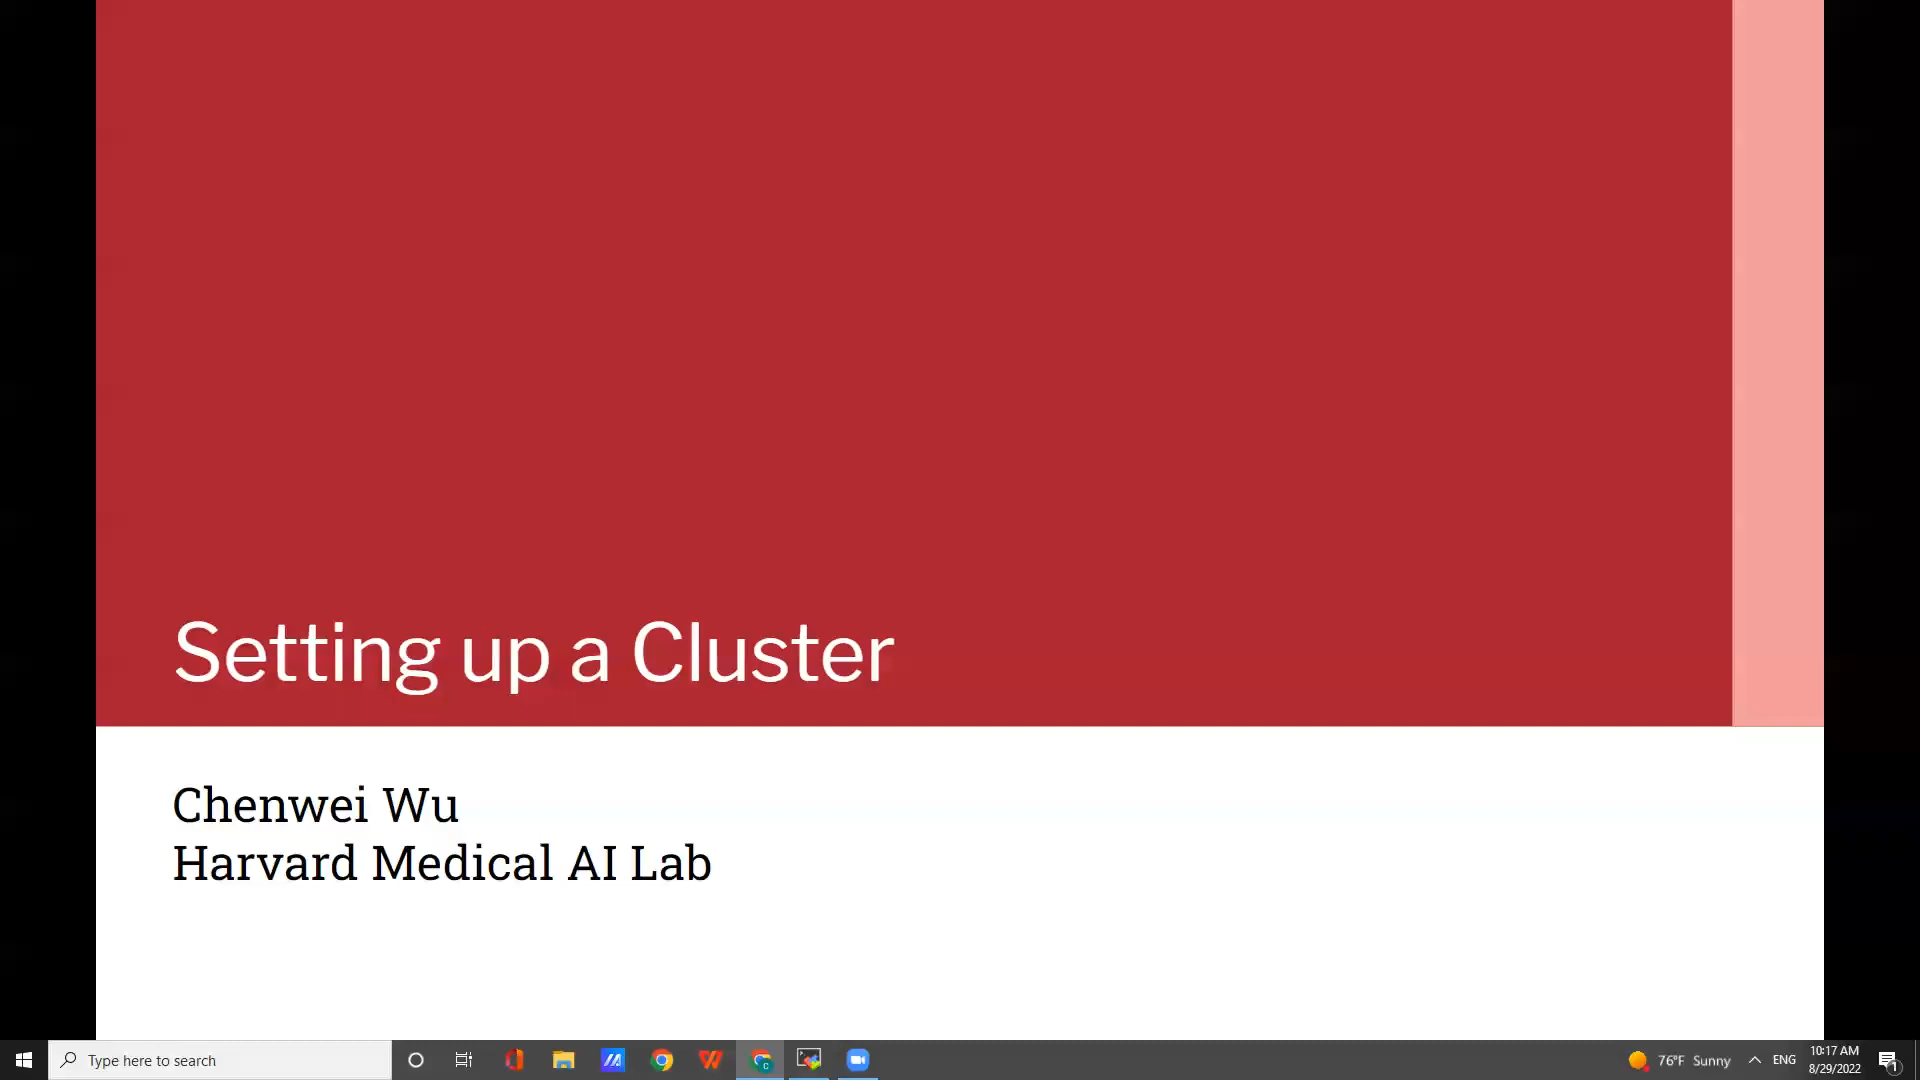 Setting up a Cluster
Chenwei Wu
Harvard Medical AI Lab
Type here to search
76°F Sunny
ENG
10:17 AM
8/29/2022
1